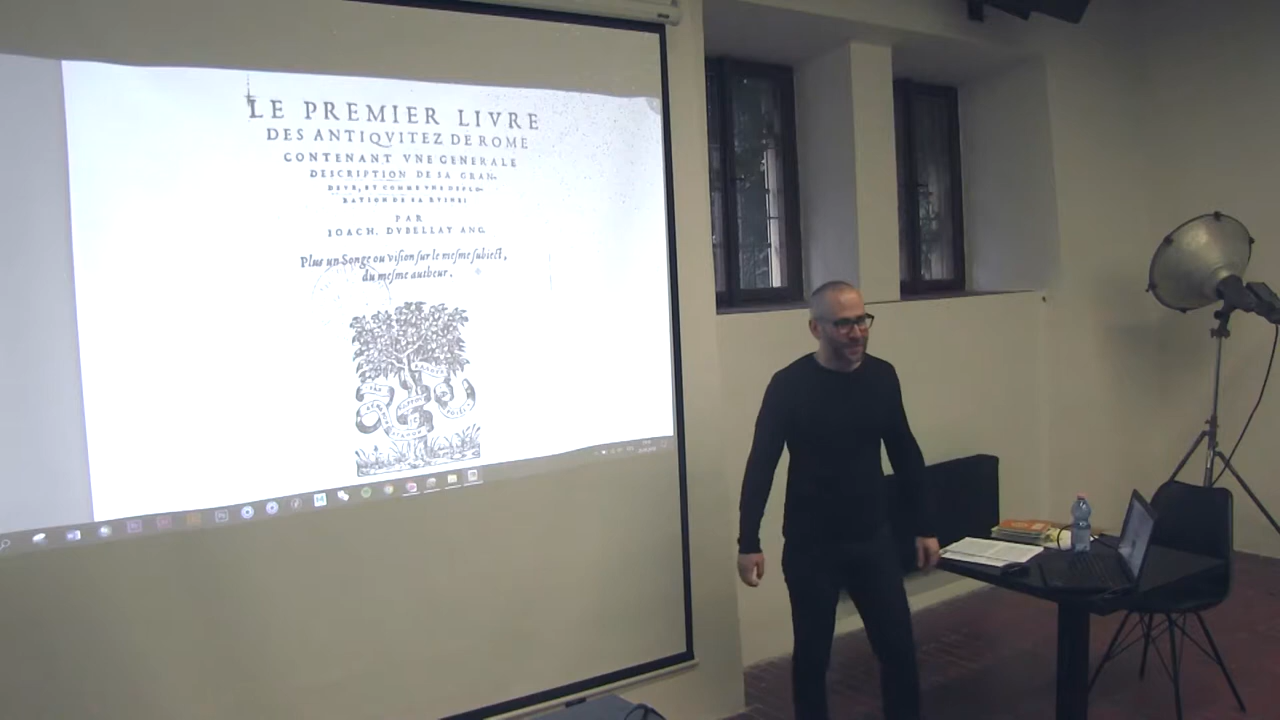 LE PREMIER LIVRE
DES ANTIQVITEZ DE ROME
CONTENANT VNE GENERALE
DESCRIPTION DE SA GRAN-
DEVR, ET COMME VNE DEPLO-
RATION DE SA RVINE:
PAR
IOACH. DVBELLAY ANG.
Plus un Songe ou vision sur le mesme subiect,
du mesme autheur.